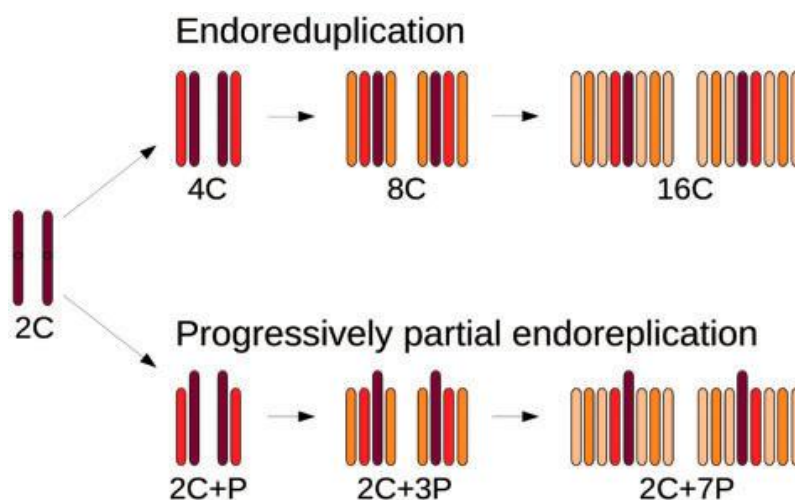 Endoreduplication
4C
8C
16C
2C
Progressively partial endoreplication
2C+P
2C+3P
2C+7P